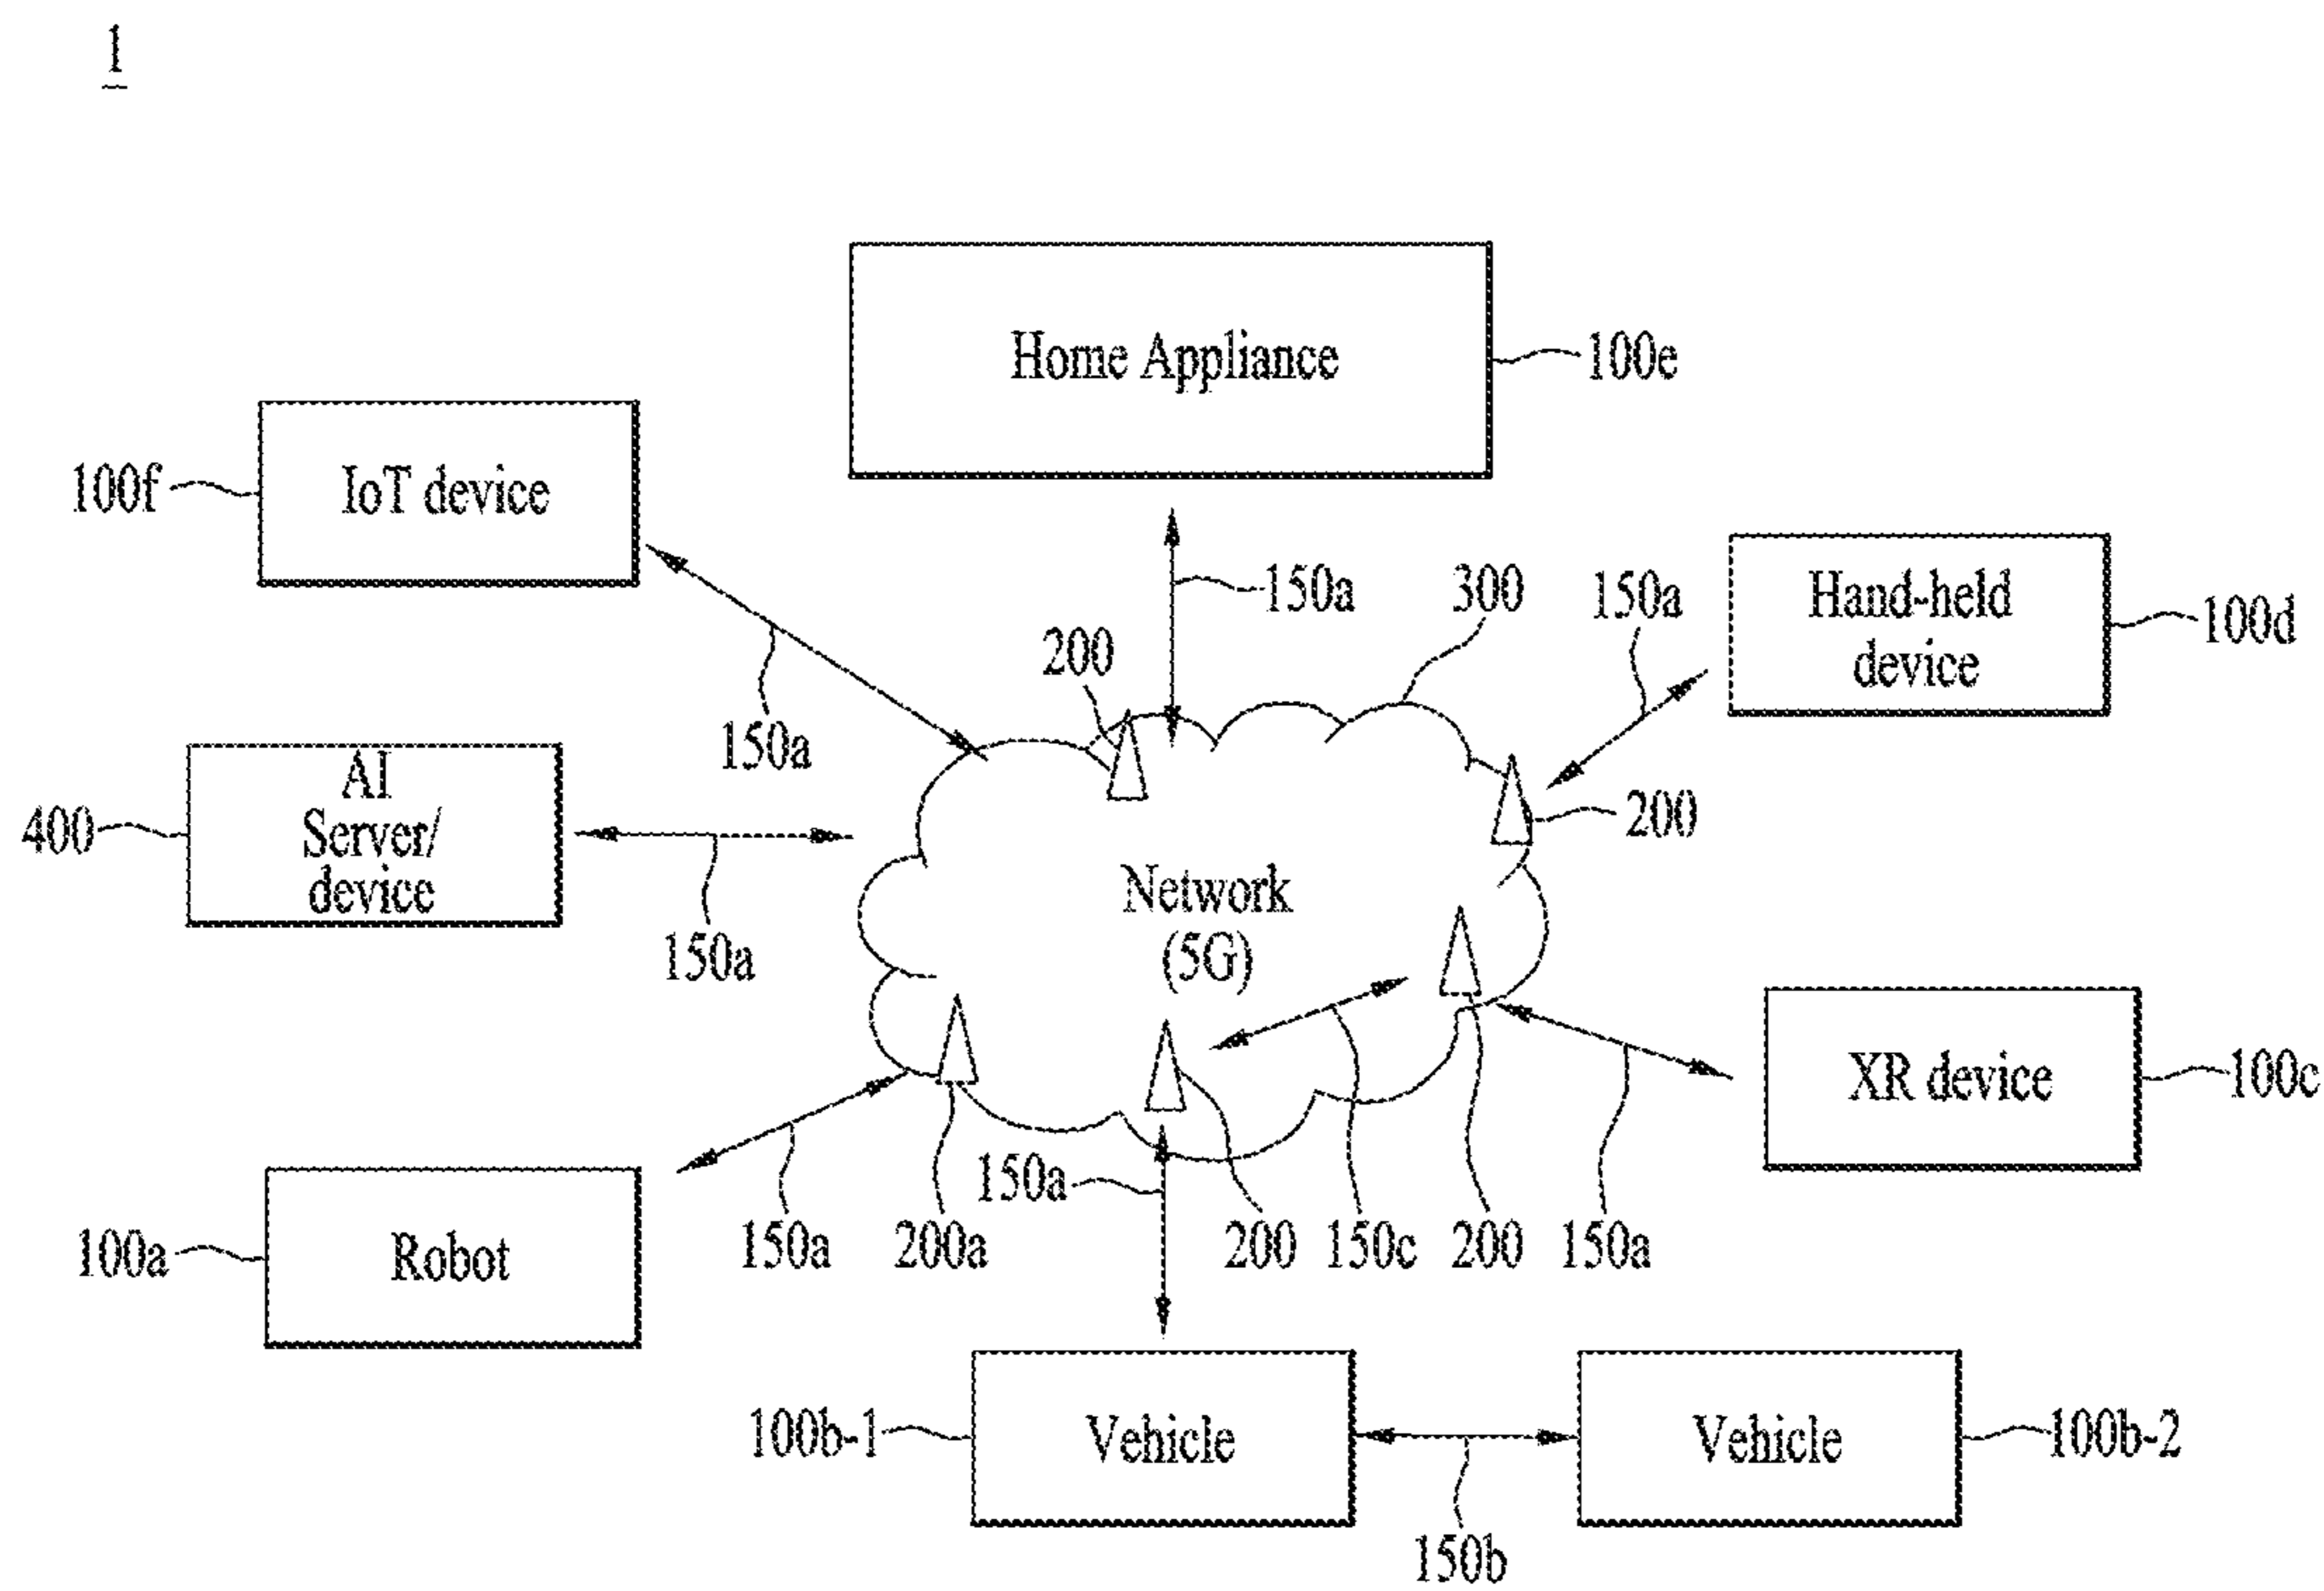 1
Home Appliance
100e
100f
IoT device
150a
300
150a
Hand-held
device
100d
200
150a
AI
Server/
device
400
200
150a
Network
(5G)
XR device
100c
150a
100a
Robot
150a
200a
200
150c
200
150a
100b-1
Vehicle
Vehicle
100b-2
150b